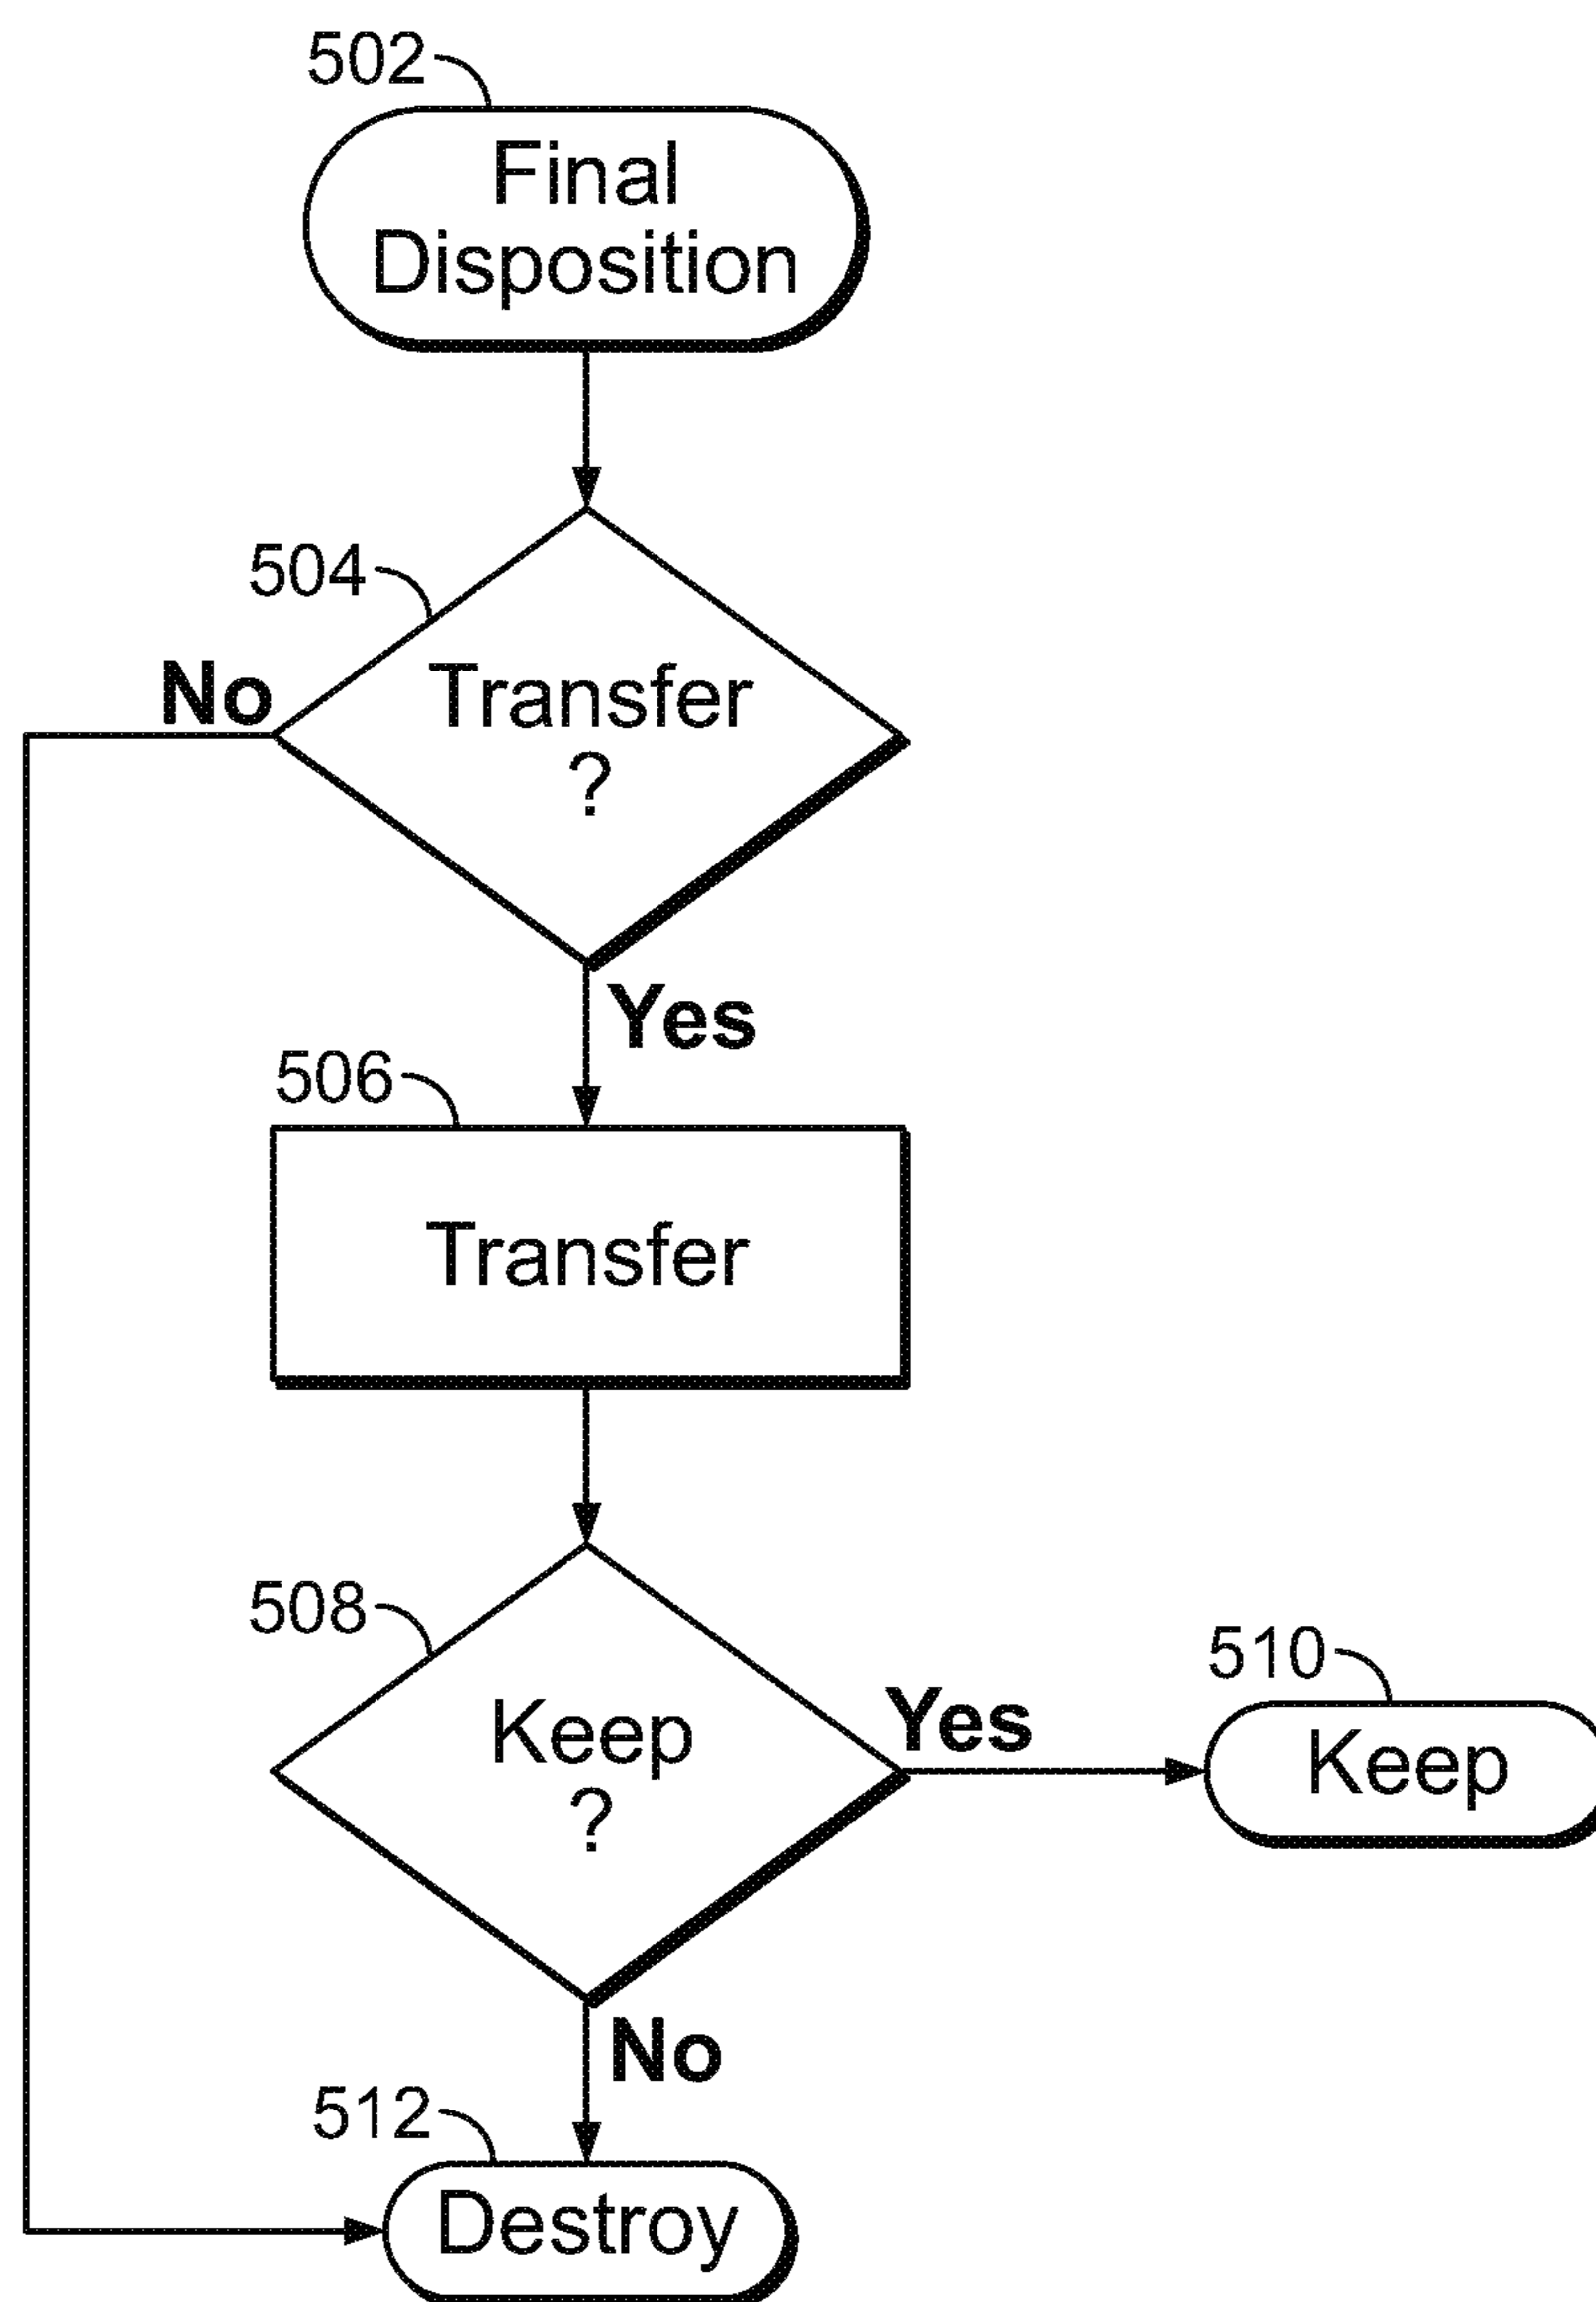 502
Final
Disposition
504
No
Transfer
?
Yes
506
Transfer
508
Keep
?
Yes
510
Keep
No
512
Destroy